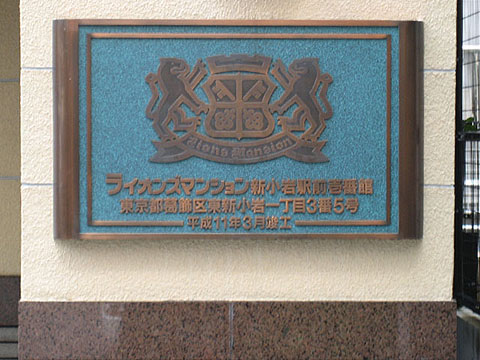 Lions Mansion
ライオンズマンション新小岩駅前壱番館
東京都葛飾区東新小岩一丁目3番5号
平成11年3月竣工